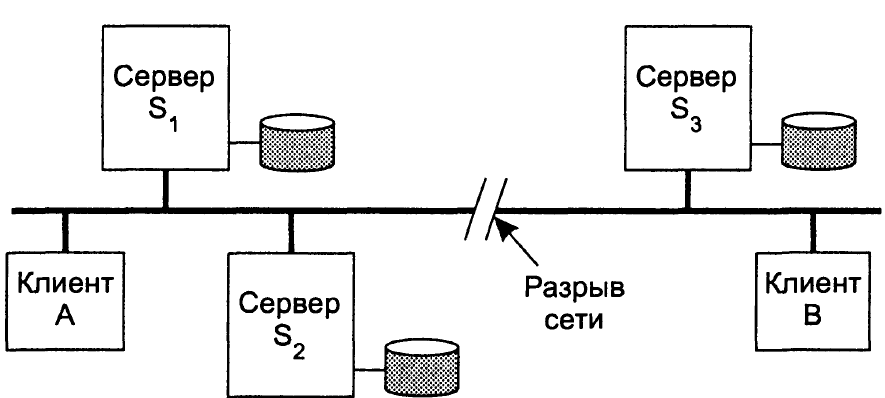 Сервер
S1
Сервер
S3
Клиент
A
Сервер
S2
Разрыв
сети
Клиент
B